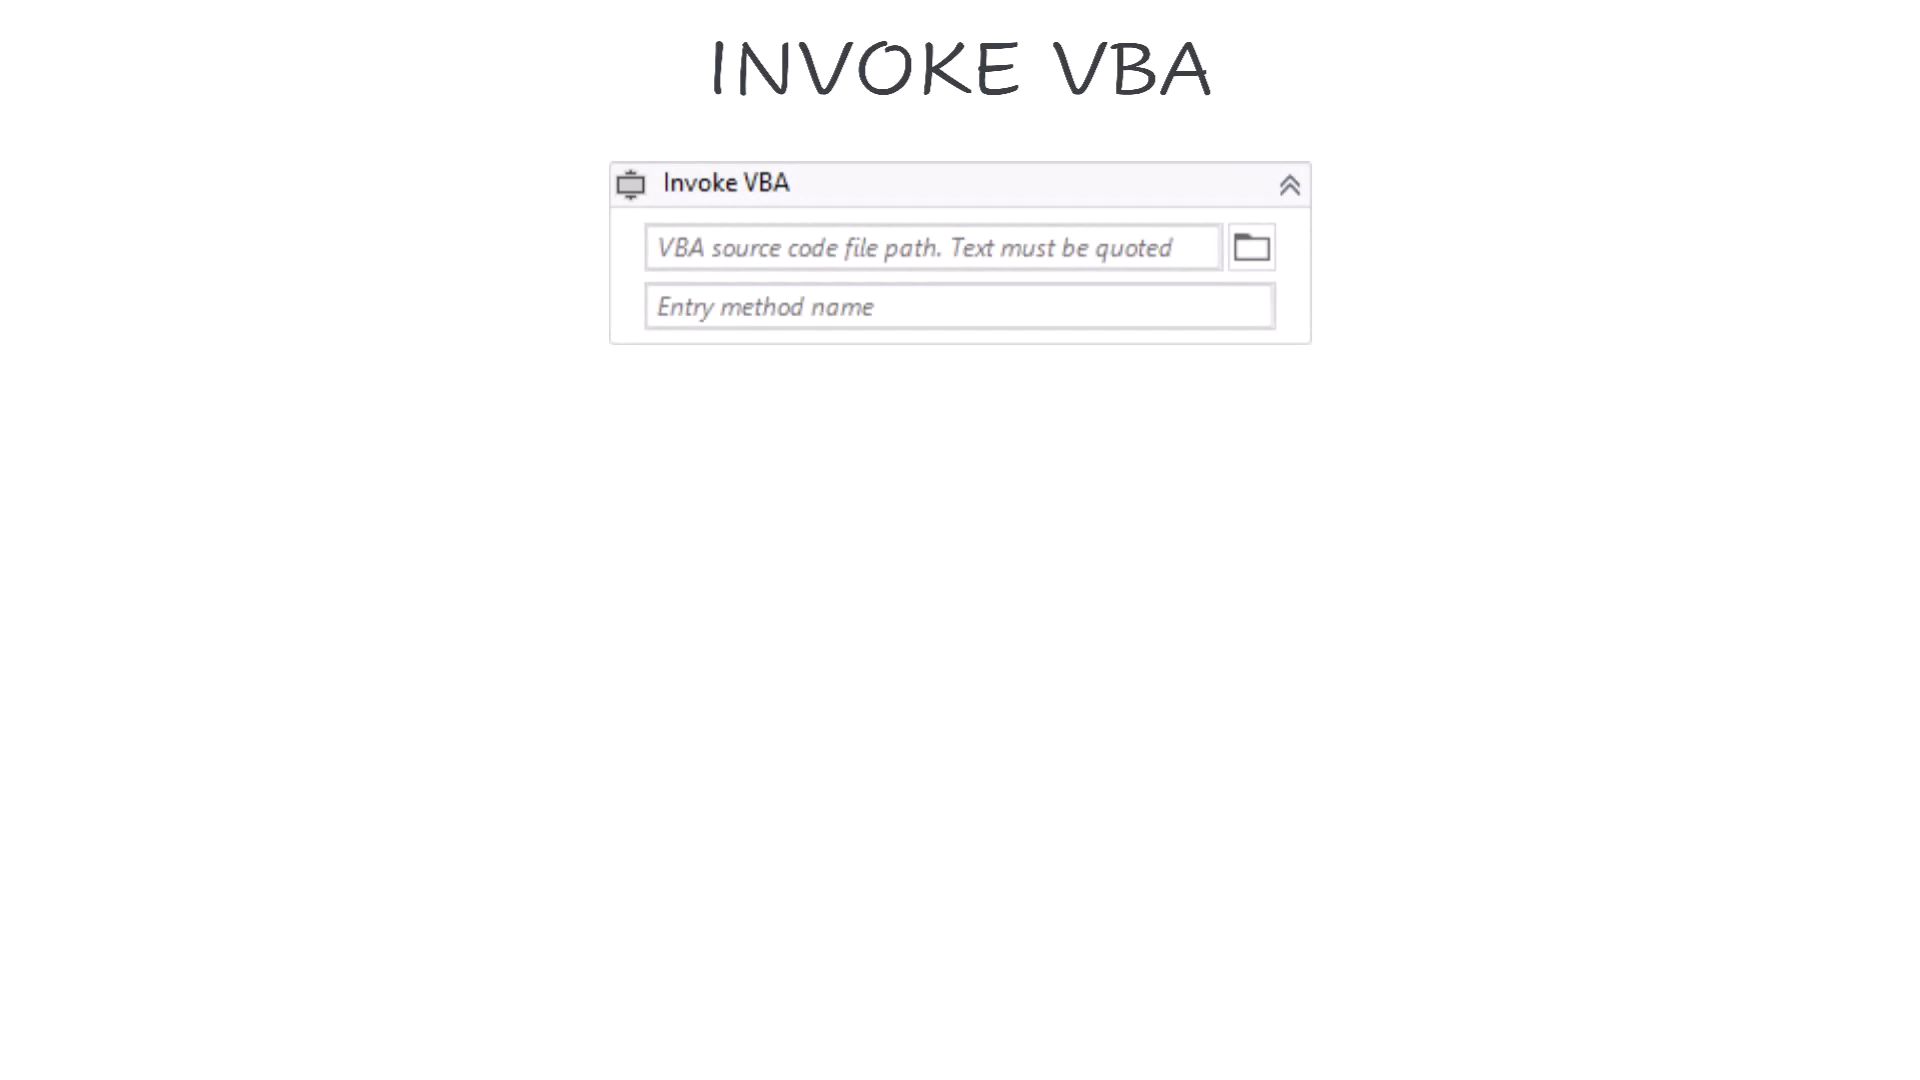 INVOKE VBA
Invoke VBA
VBA source code file path. Text must be quoted
Entry method name